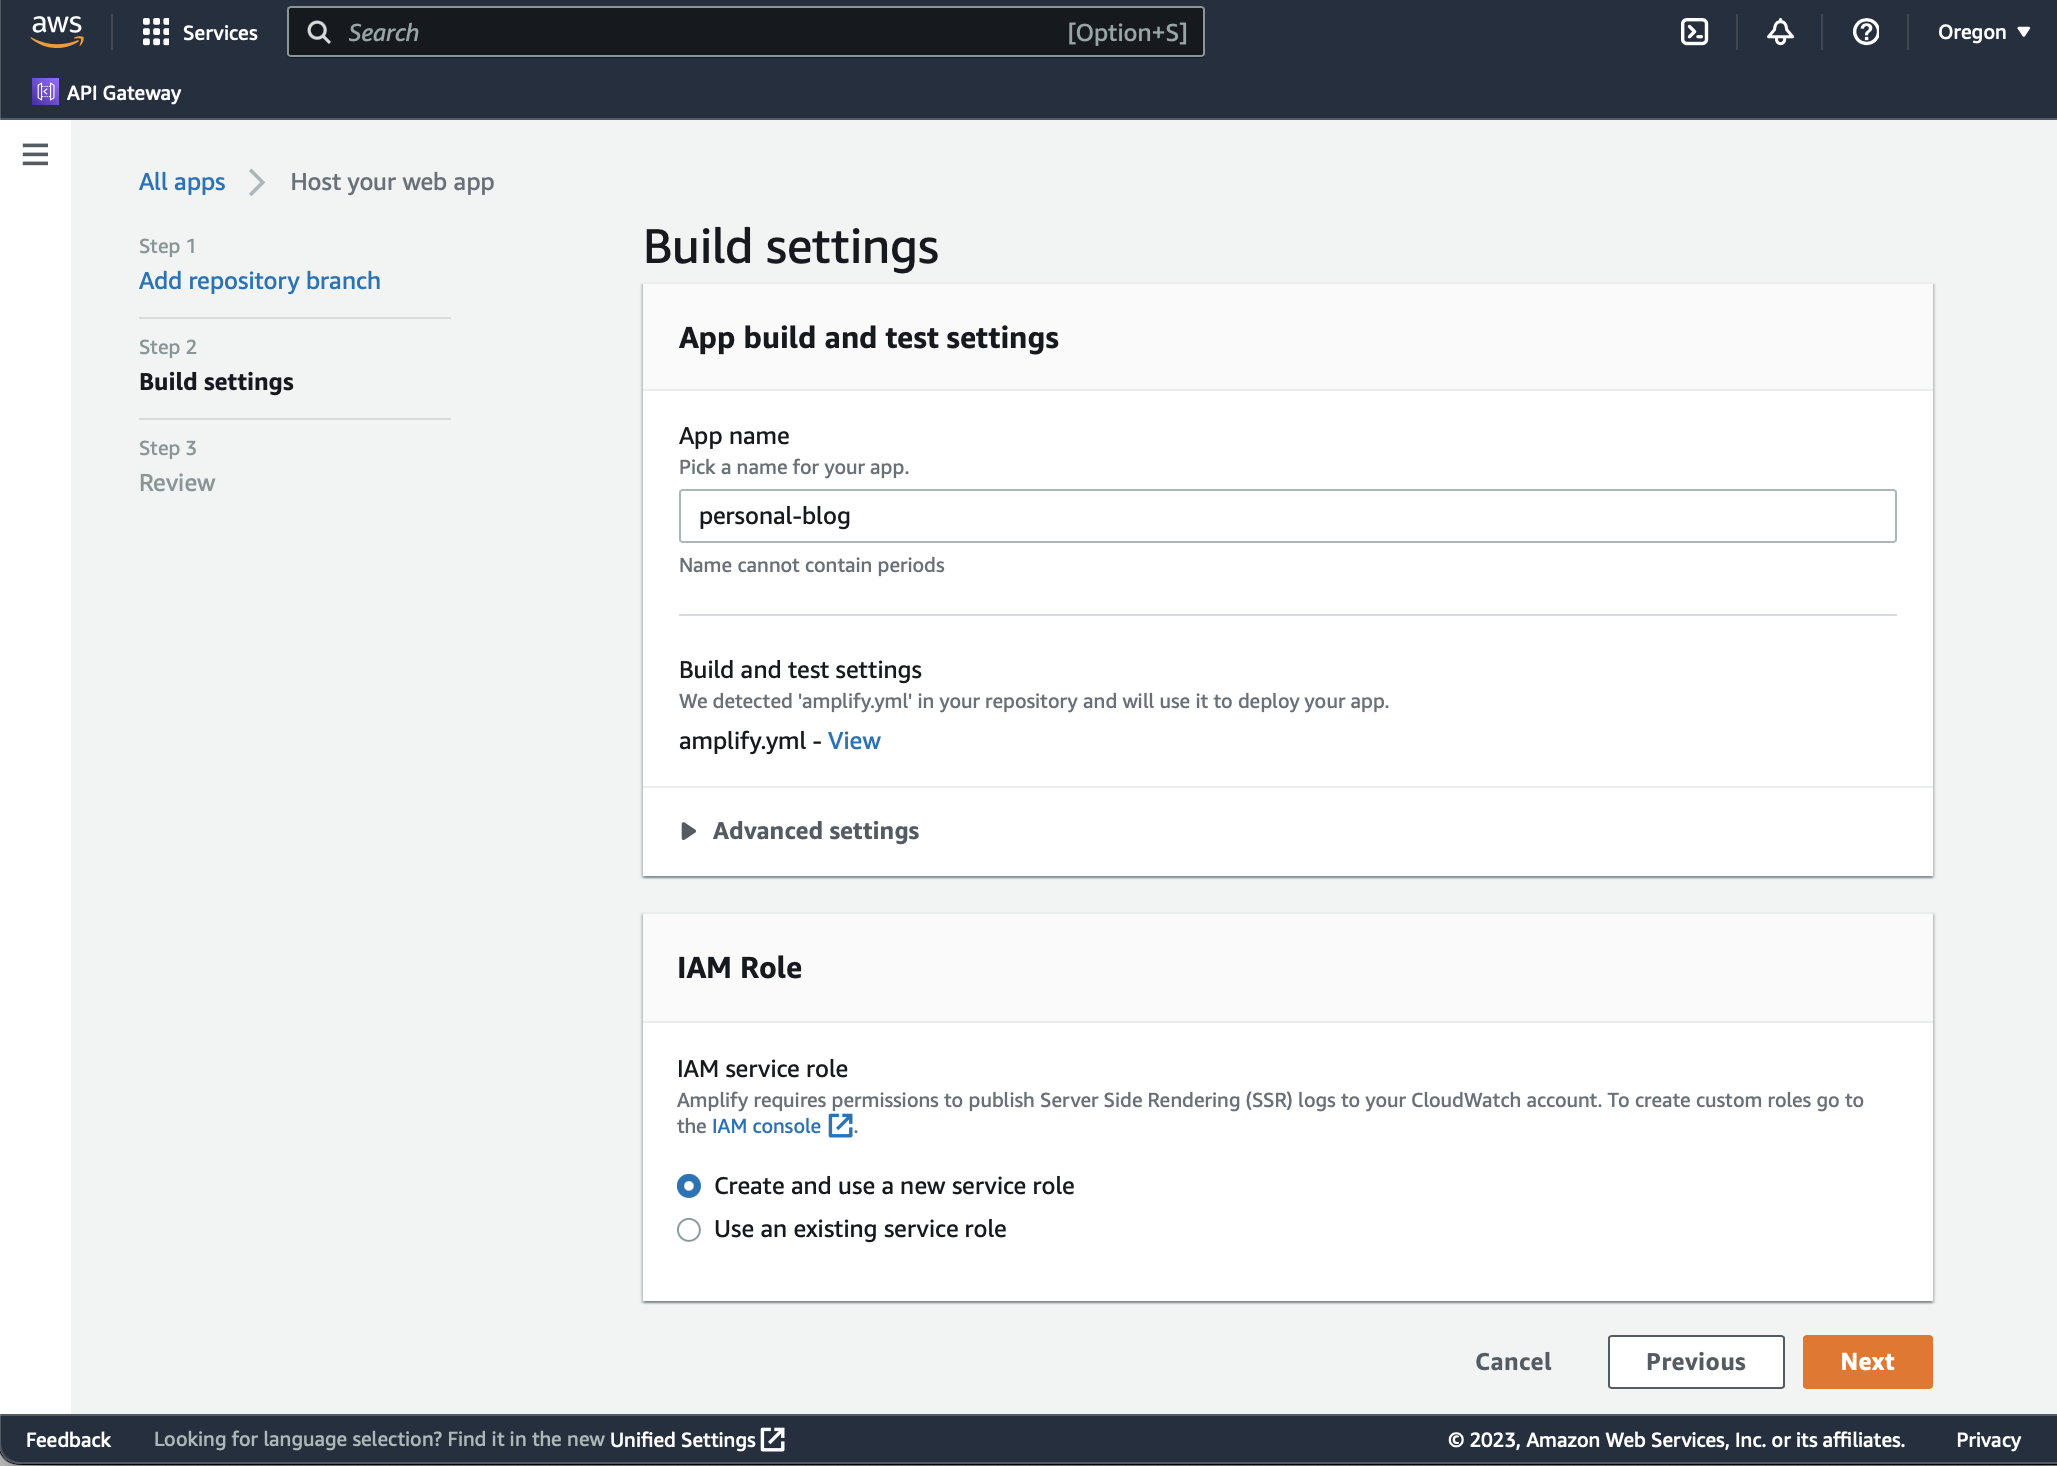 aws
Services
Search
[Option+S]
Oregon
API Gateway
All apps
Host your web app
Step 1
Add repository branch
Step 2
Build settings
Step 3
Review
Build settings
App build and test settings
App name
Pick a name for your app.
personal-blog
Name cannot contain periods
Build and test settings
We detected 'amplify.yml' in your repository and will use it to deploy your app.
amplify.yml - View
Advanced settings
IAM Role
IAM service role
Amplify requires permissions to publish Server Side Rendering (SSR) logs to your CloudWatch account. To create custom roles go to
the IAM console.
Create and use a new service role
Use an existing service role
Cancel
Previous
Next
Feedback
Looking for language selection? Find it in the new Unified Settings
© 2023, Amazon Web Services, Inc. or its affiliates.
Privacy